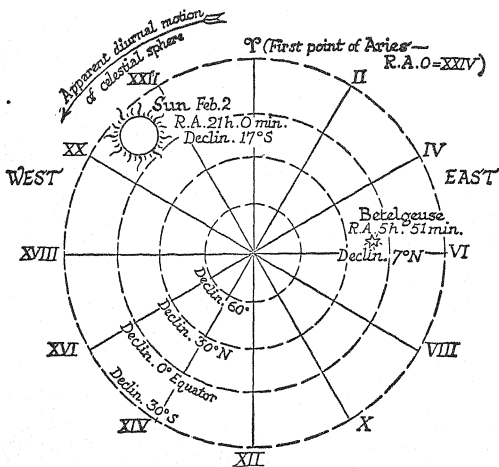 Apparent diurnal motion
of celestial sphere
♈ (First point of Aries—
R.A.0=XXIV)
XXII
II
Sun Feb.2
R.A.21h.0 min.
Declin. 17°S
XX
IV
WEST
EAST
Betelgeuse
R.A.5h.51min.
Declin. 7°N
XVIII
VI
Declin. 60°
Declin. 30°N
Declin. 0° Equator
Declin. 30°S
XVI
VIII
XIV
X
XII